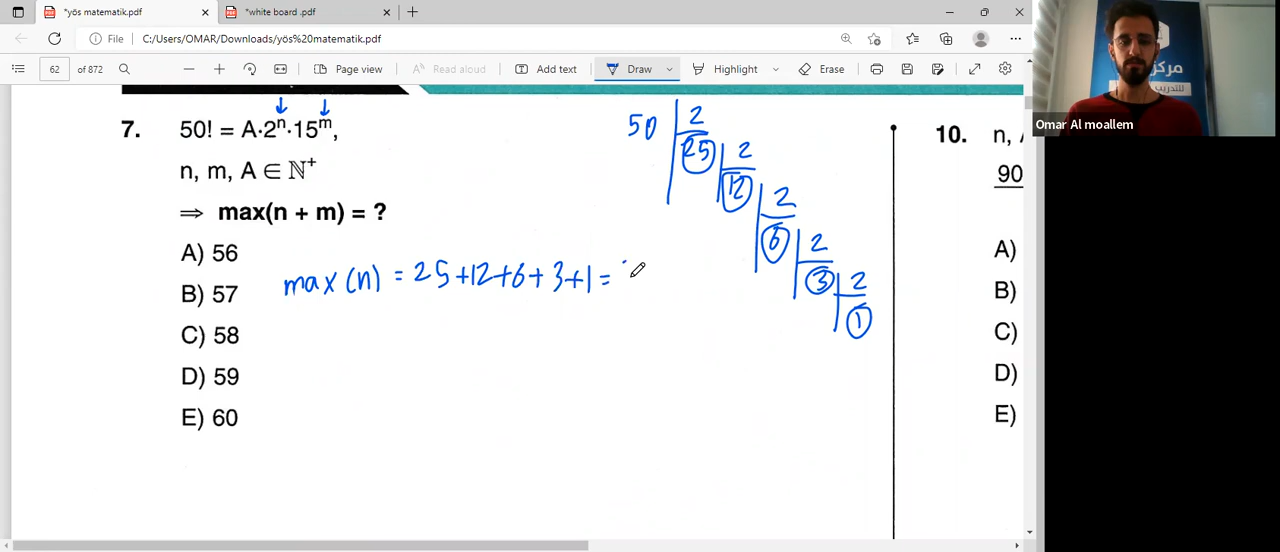 *yös matematik.pdf
*white board .pdf
File C:/Users/OMAR/Downloads/yös%20matematik.pdf
62 of 872 Page view Read aloud Add text Draw Highlight Erase
مركز
للتدريب
Omar Al moallem
7. 50! = A·2ⁿ·15ᵐ,
n, m, A ∈ ℕ⁺
⇒ max(n + m) = ?
A) 56
B) 57
C) 58
D) 59
E) 60
max (n) = 25+12+6+3+1=
50 2
25 2
12 2
6 2
3 2
1
10. n,
90
A)
B)
C)
D)
E)